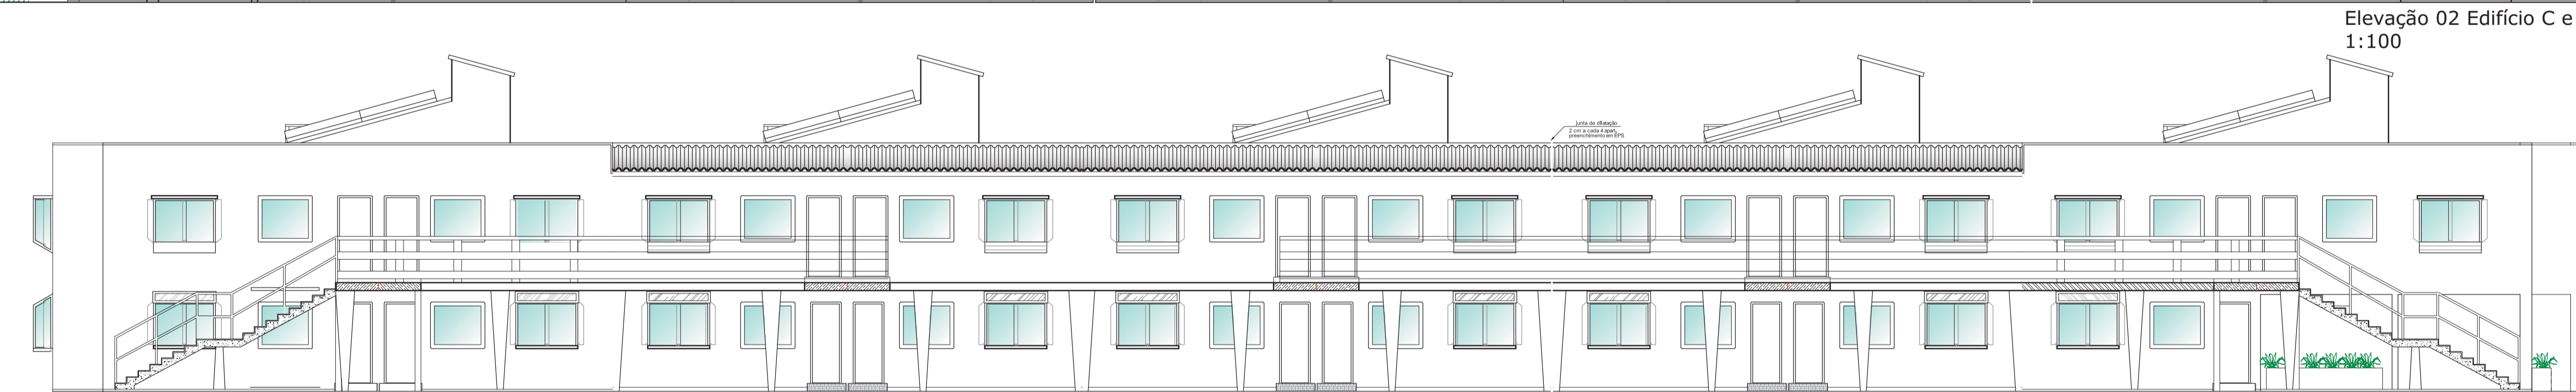 Elevação 02 Edifício C e
1:100
Junta de dilatação
2 cm a cada 4 apart.
preenchimento em EPS